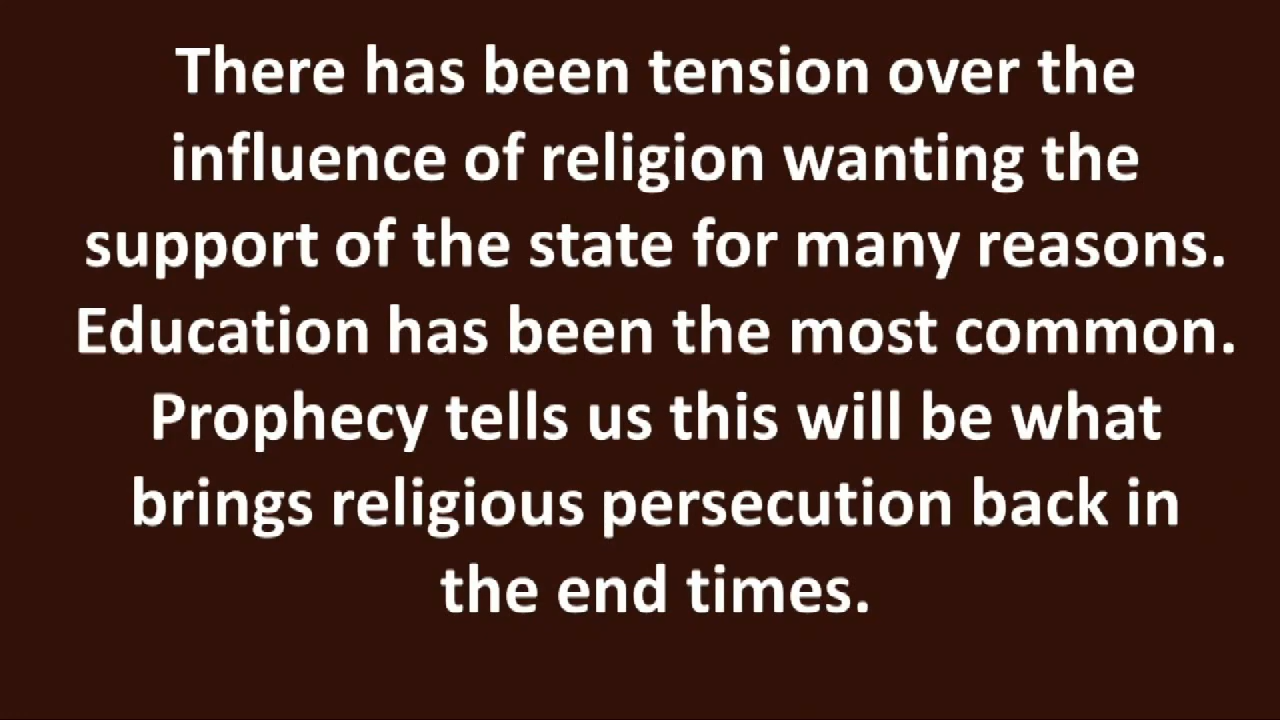 There has been tension over the
influence of religion wanting the
support of the state for many reasons.
Education has been the most common.
Prophecy tells us this will be what
brings religious persecution back in
the end times.